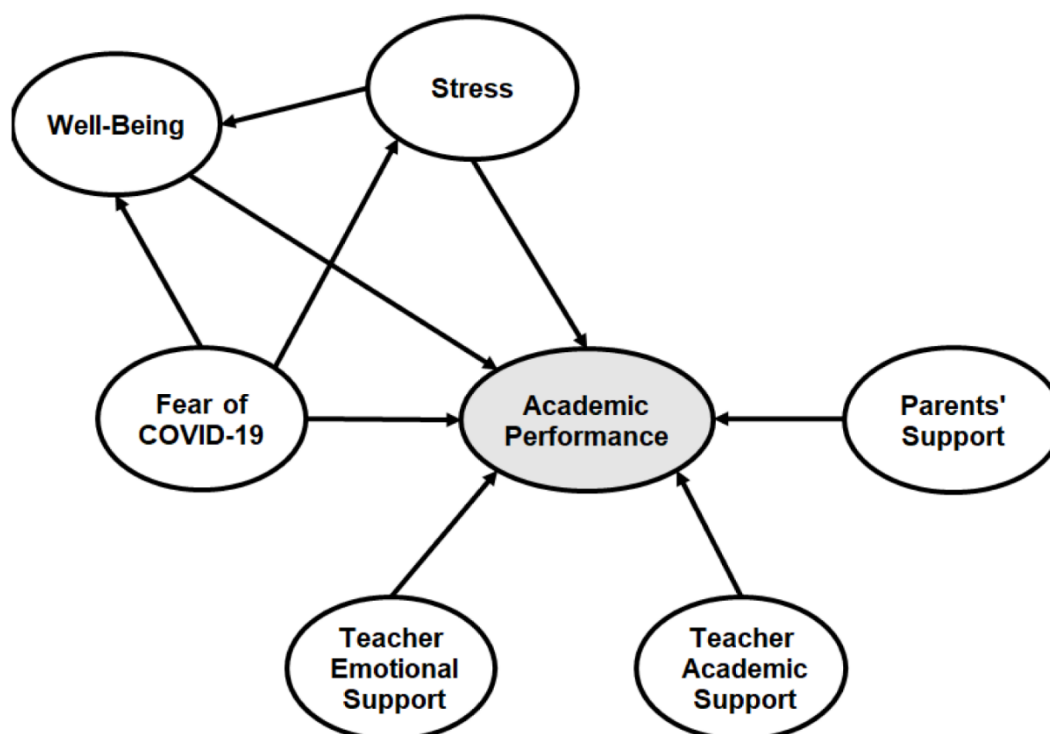 Stress
Well-Being
Fear of
COVID-19
Academic
Performance
Parents'
Support
Teacher
Emotional
Support
Teacher
Academic
Support